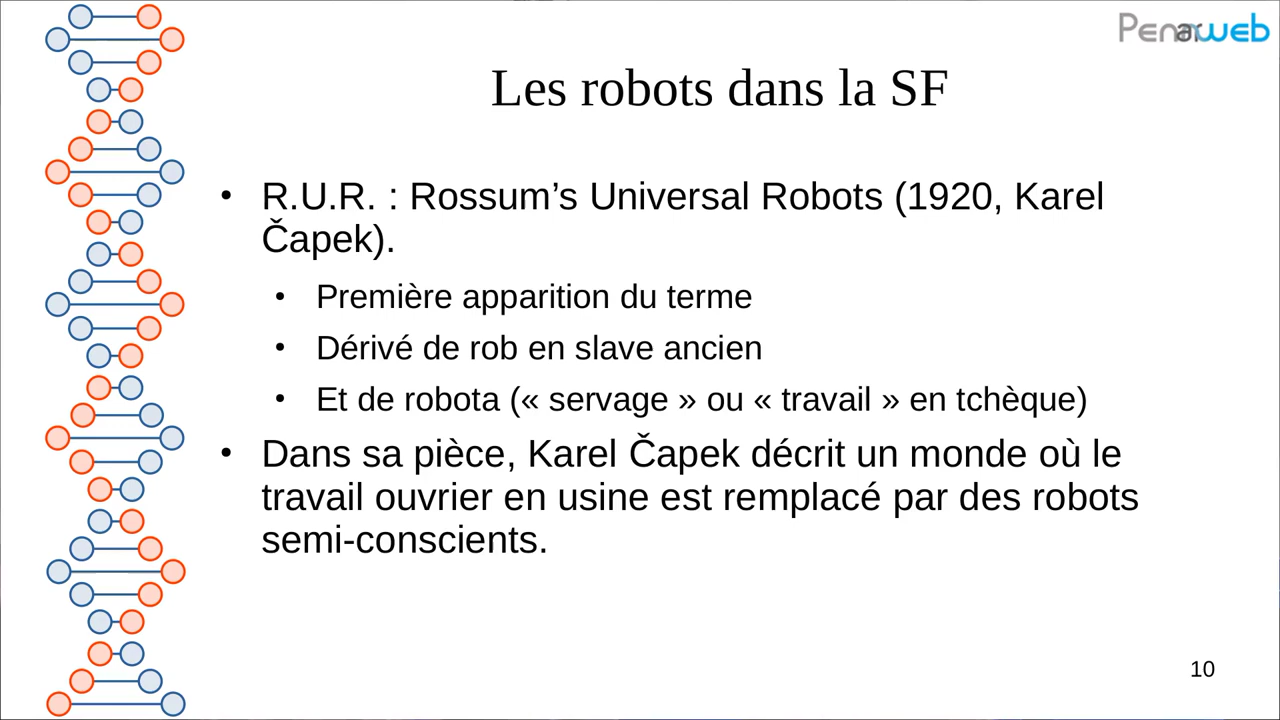 Penarweb
Les robots dans la SF
• R.U.R. : Rossum’s Universal Robots (1920, Karel
Čapek).
• Première apparition du terme
• Dérivé de rob en slave ancien
• Et de robota (« servage » ou « travail » en tchèque)
• Dans sa pièce, Karel Čapek décrit un monde où le
travail ouvrier en usine est remplacé par des robots
semi-conscients.
10